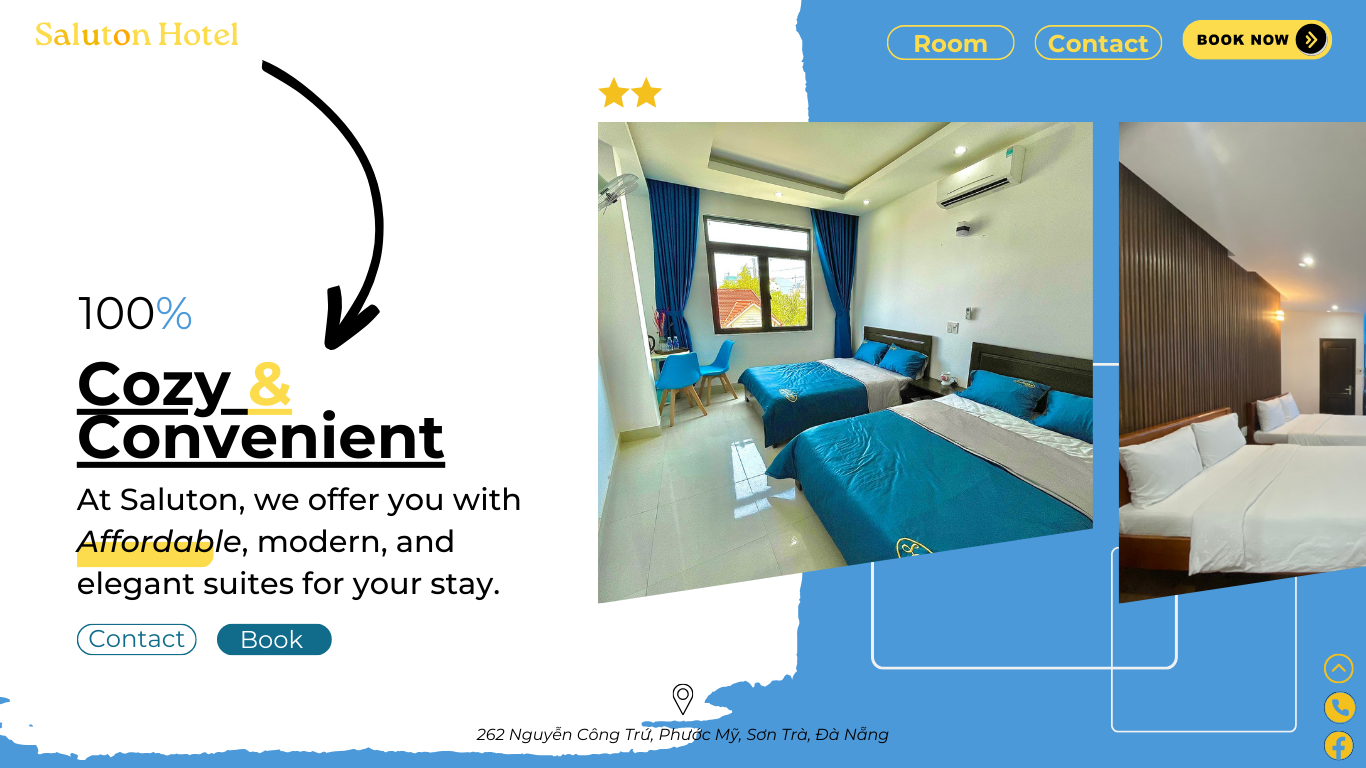 Saluton Hotel
Room
Contact
BOOK NOW
100%
Cozy &
Convenient
At Saluton, we offer you with
Affordable, modern, and
elegant suites for your stay.
Contact
Book
262 Nguyễn Công Trứ, Phước Mỹ, Sơn Trà, Đà Nẵng